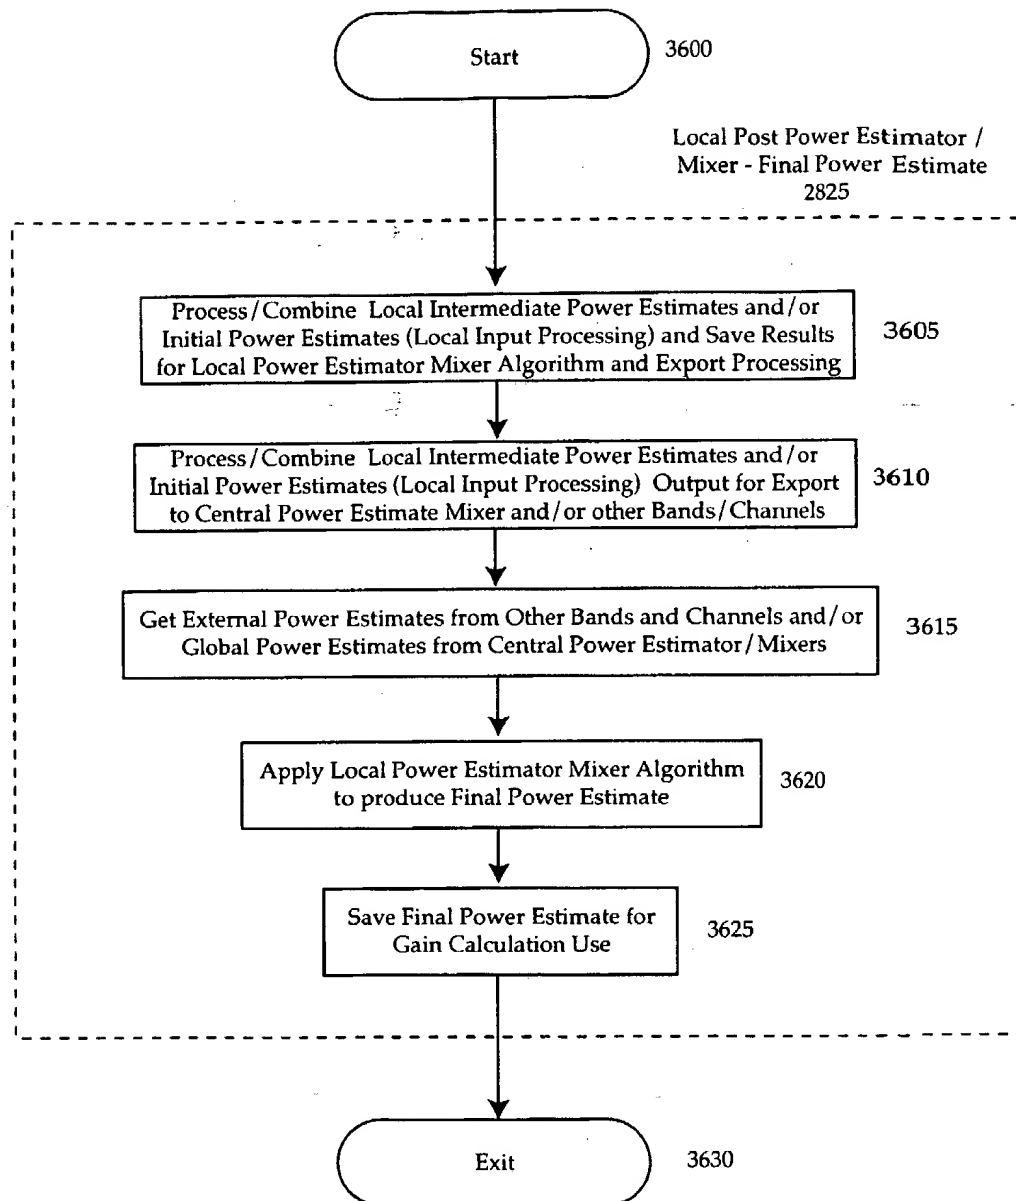 Start
3600
Local Post Power Estimator /
Mixer - Final Power Estimate
2825
Process/Combine Local Intermediate Power Estimates and/or
Initial Power Estimates (Local Input Processing) and Save Results
for Local Power Estimator Mixer Algorithm and Export Processing
3605
Process/Combine Local Intermediate Power Estimates and/or
Initial Power Estimates (Local Input Processing) Output for Export
to Central Power Estimate Mixer and/or other Bands/Channels
3610
Get External Power Estimates from Other Bands and Channels and/or
Global Power Estimates from Central Power Estimator/Mixers
3615
Apply Local Power Estimator Mixer Algorithm
to produce Final Power Estimate
3620
Save Final Power Estimate for
Gain Calculation Use
3625
Exit
3630